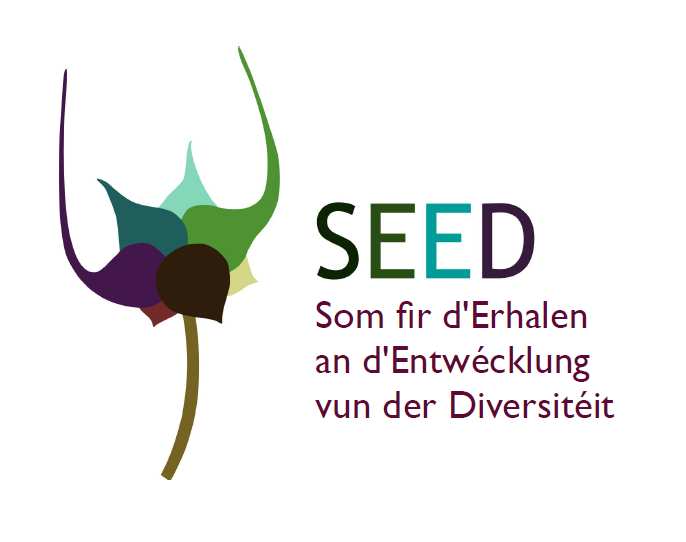 SEED
Som fir d'Erhalen
an d'Entwécklung
vun der Diversitéit